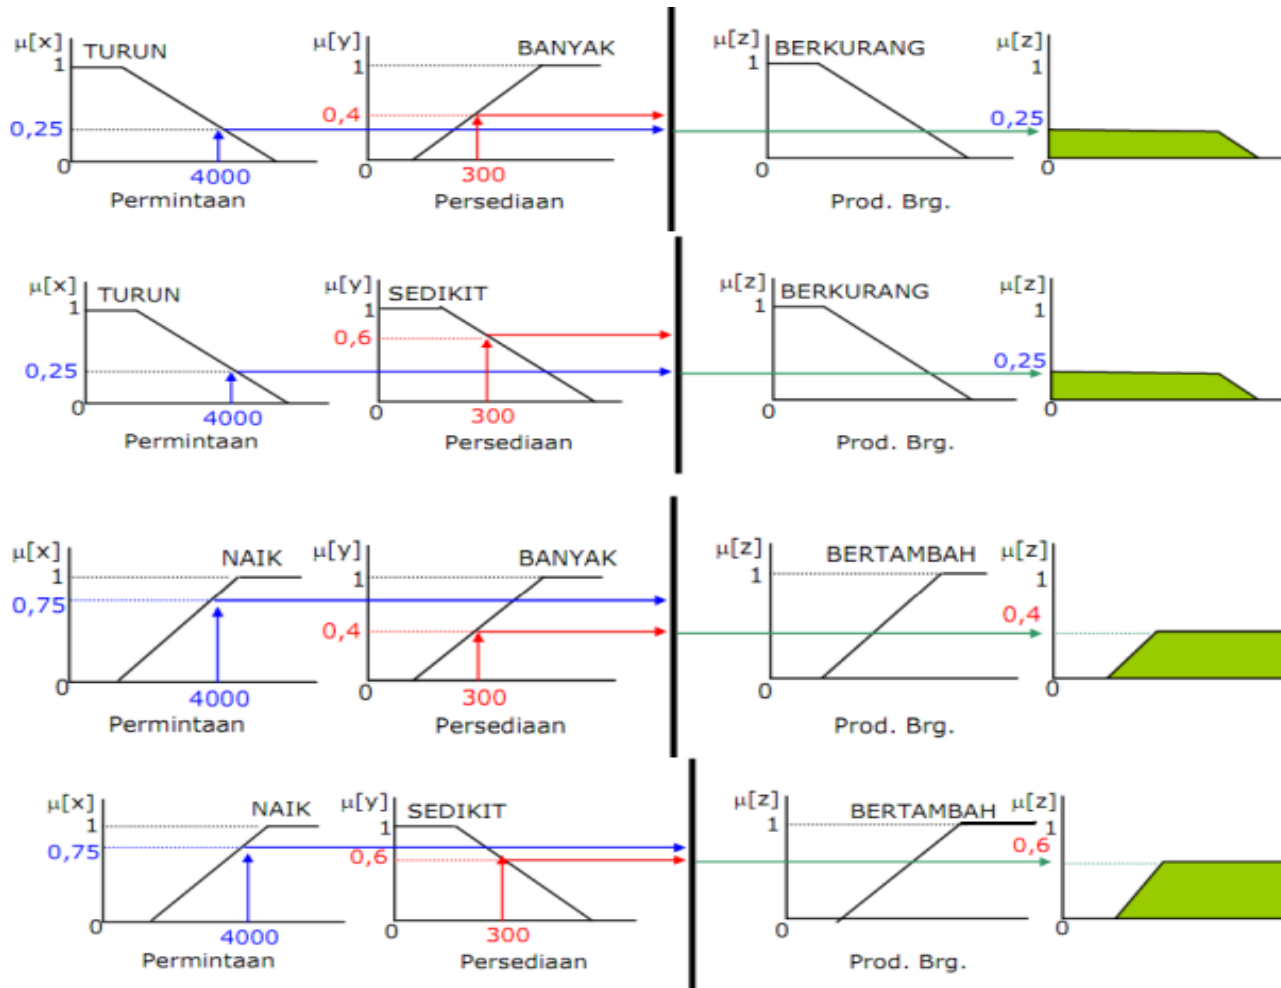 μ[x] TURUN μ[y] BANYAK μ[z] BERKURANG μ[z]
1 1 1 1
0,25 0,4 0,25
0 0 0 0
4000 300
Permintaan Persediaan Prod. Brg.
μ[x] TURUN μ[y] SEDIKIT μ[z] BERKURANG μ[z]
1 1 1 1
0,25 0,6 0,25
0 0 0 0
4000 300
Permintaan Persediaan Prod. Brg.
μ[x] NAIK μ[y] BANYAK μ[z] BERTAMBAH μ[z]
1 1 1 1
0,75 0,4 0,4
0 0 0 0
4000 300
Permintaan Persediaan Prod. Brg.
μ[x] NAIK μ[y] SEDIKIT μ[z] BERTAMBAH μ[z]
1 1 1 1
0,75 0,6 0,6
0 0 0 0
4000 300
Permintaan Persediaan Prod. Brg.